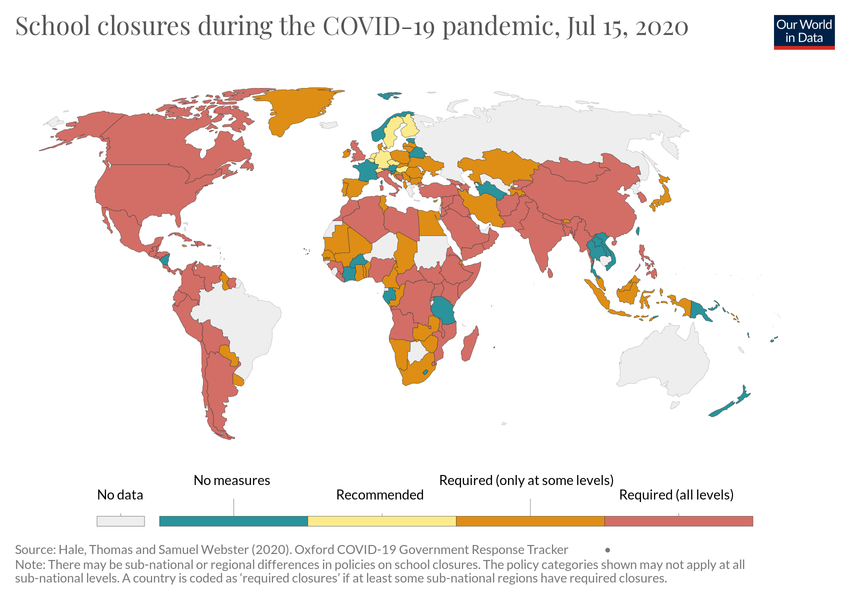 School closures during the COVID-19 pandemic, Jul 15, 2020
Our World
in Data
No data
No measures
Recommended
Required (only at some levels)
Required (all levels)
Source: Hale, Thomas and Samuel Webster (2020). Oxford COVID-19 Government Response Tracker
Note: There may be sub-national or regional differences in policies on school closures. The policy categories shown may not apply at all
sub-national levels. A country is coded as 'required closures' if at least some sub-national regions have required closures.